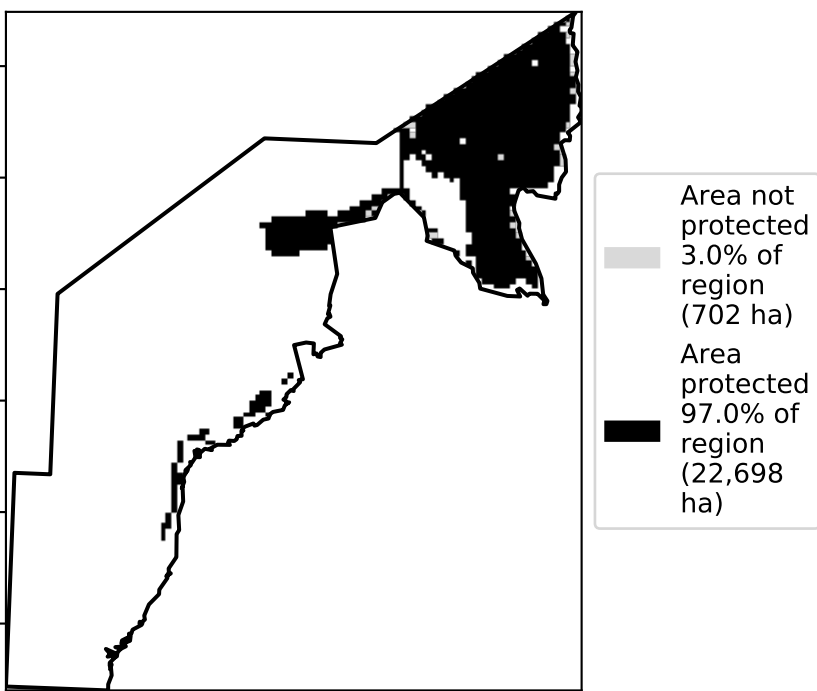 Area not
protected
3.0% of
region
(702 ha)
Area
protected
97.0% of
region
(22,698
ha)